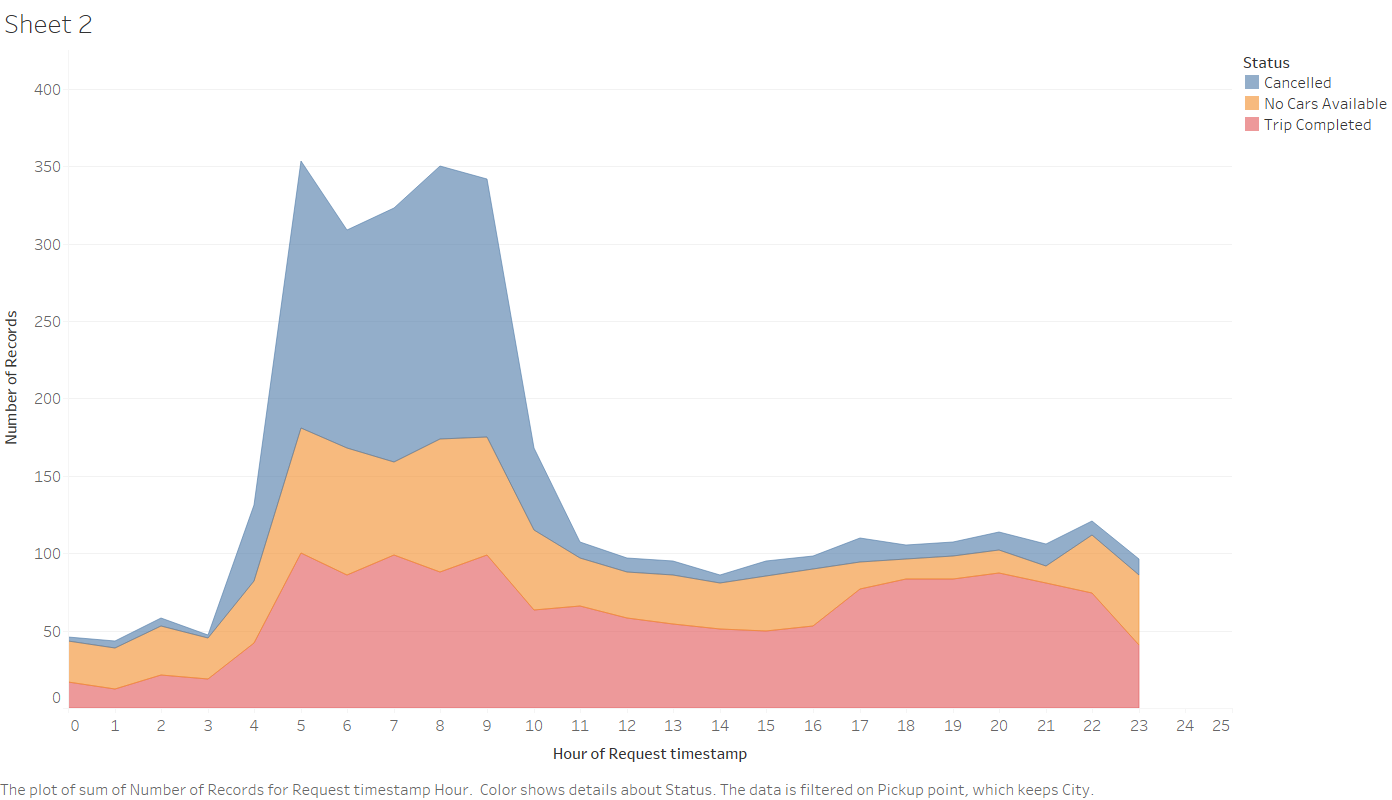 Sheet 2
Status
Cancelled
No Cars Available
Trip Completed
400
350
300
250
200
150
100
50
0
Number of Records
0 1 2 3 4 5 6 7 8 9 10 11 12 13 14 15 16 17 18 19 20 21 22 23 24 25
Hour of Request timestamp
The plot of sum of Number of Records for Request timestamp Hour.  Color shows details about Status. The data is filtered on Pickup point, which keeps City.